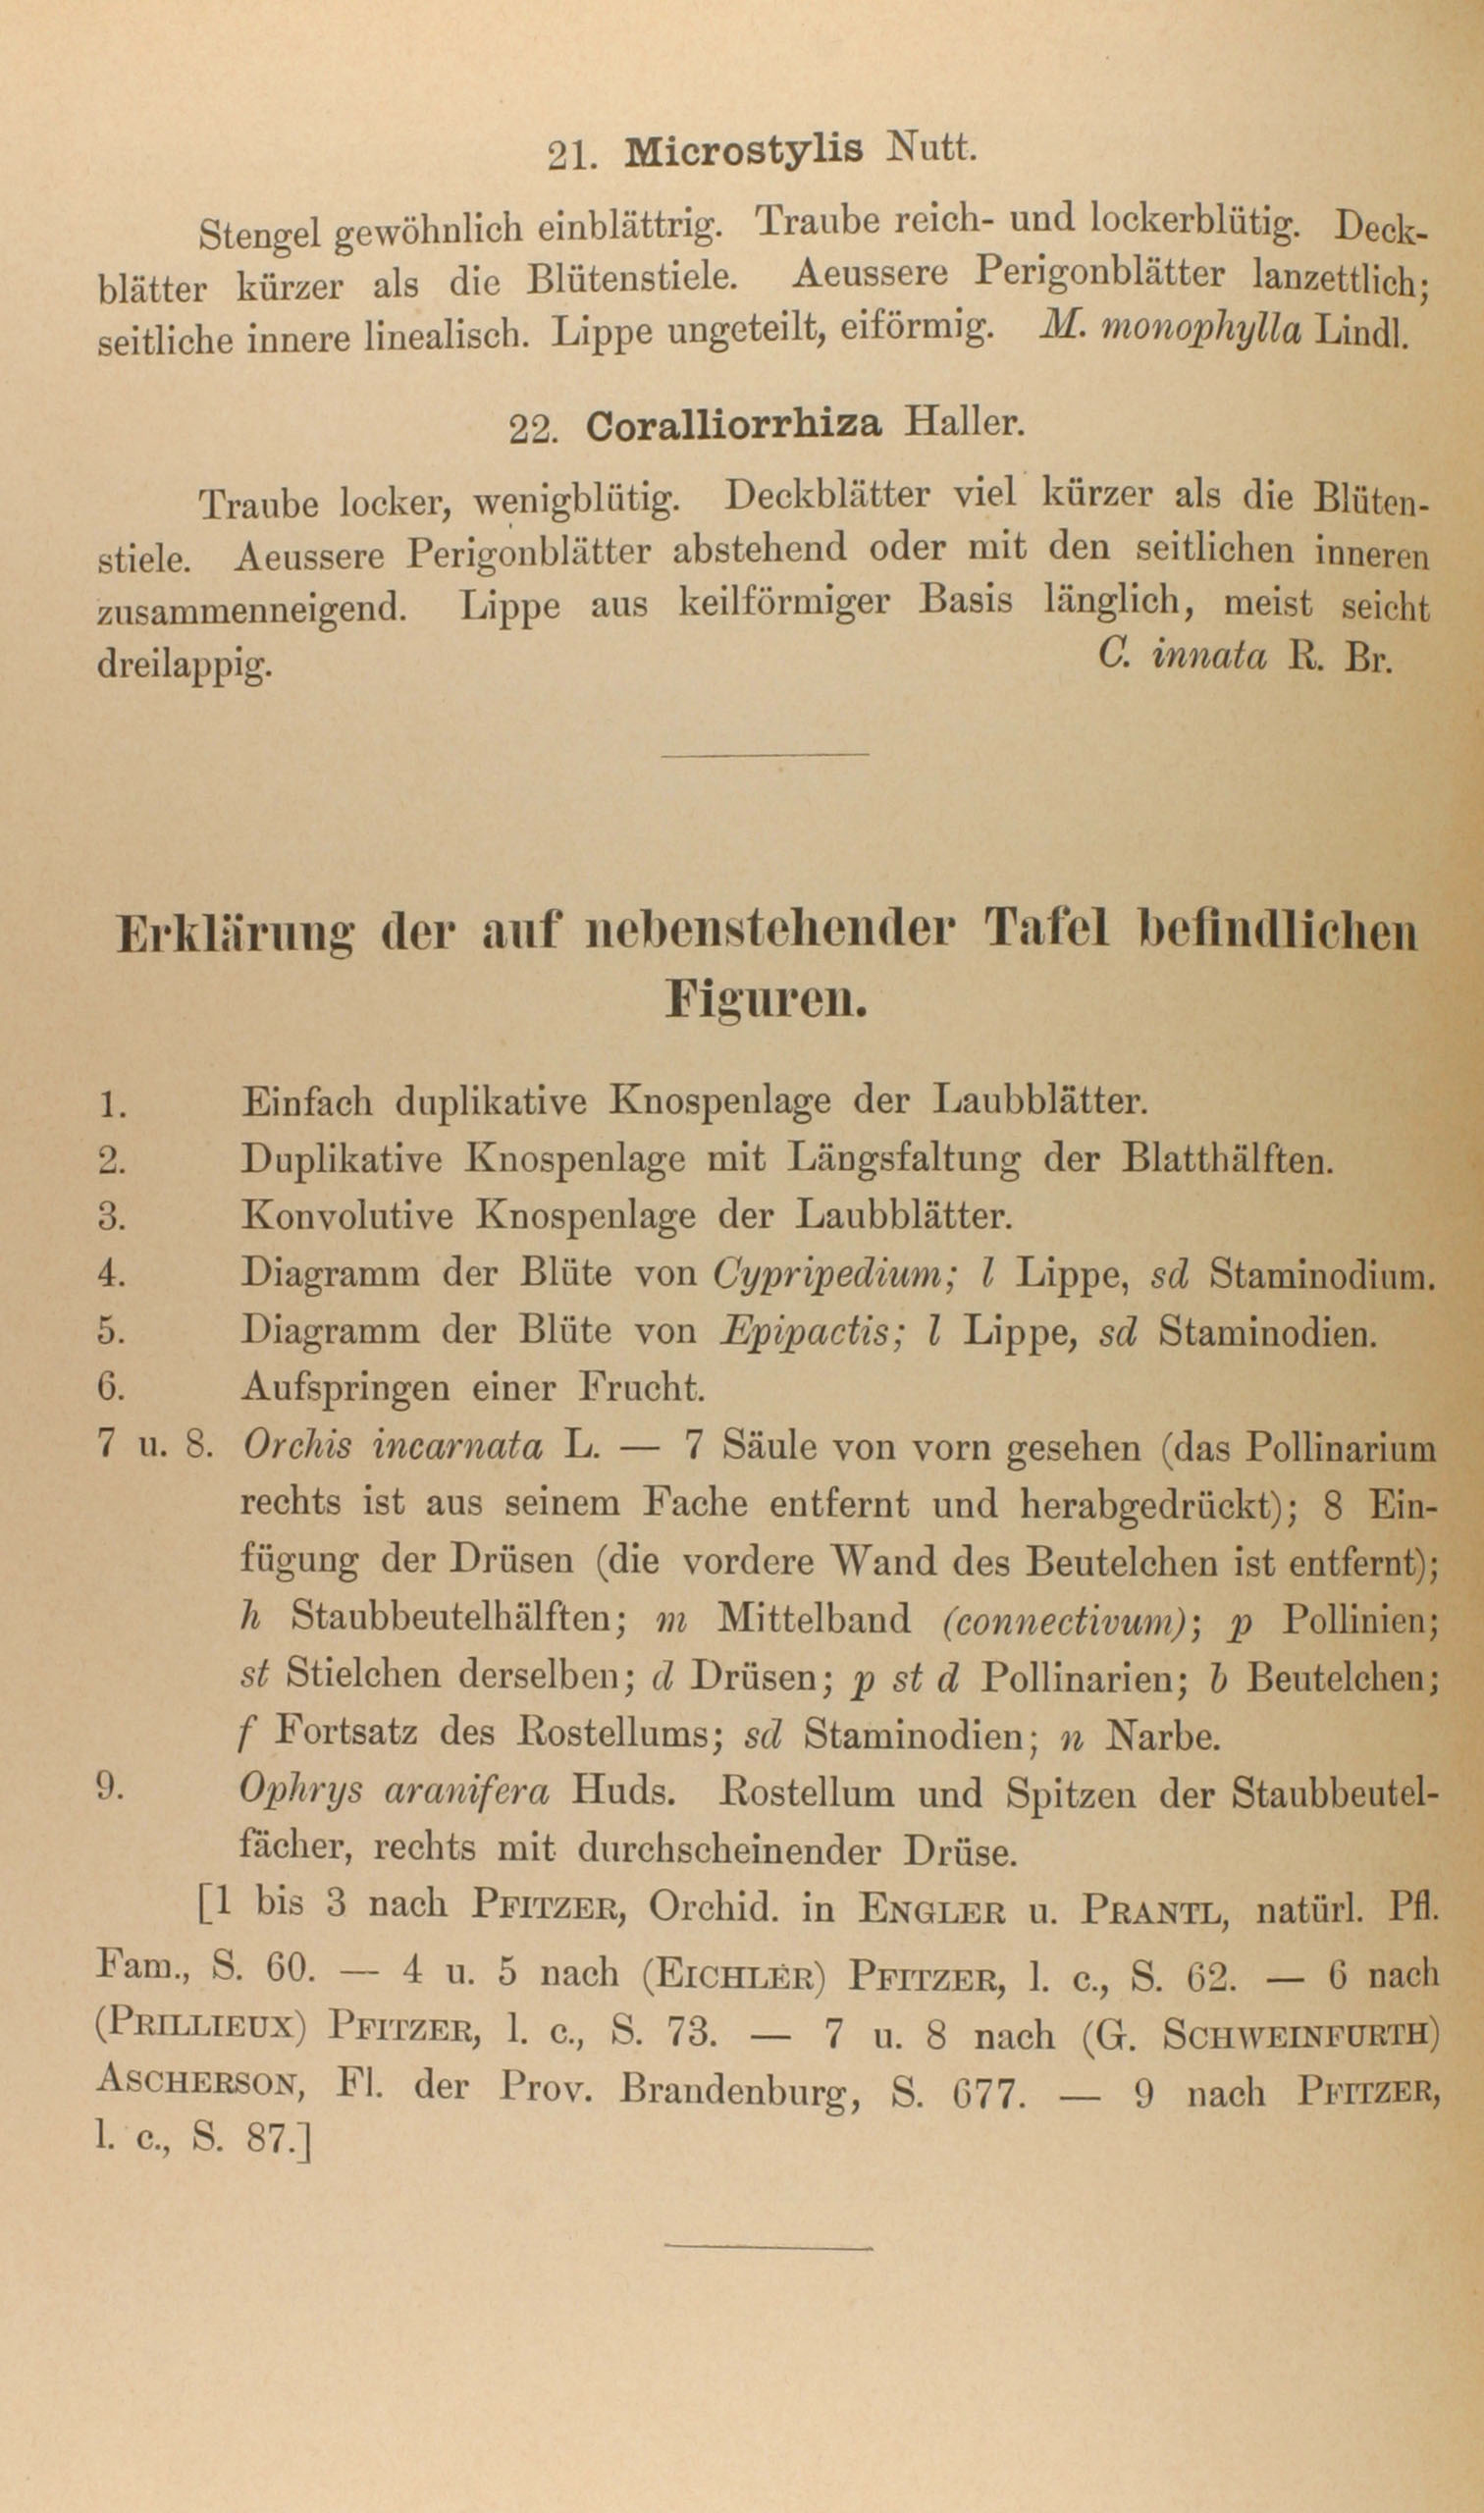 21. Microstylis Nutt.
Stengel gewöhnlich einblättrig. Traube reich- und lockerblütig. Deck-
blätter kürzer als die Blütenstiele. Aeussere Perigonblätter lanzettlich;
seitliche innere linealisch. Lippe ungeteilt, eiförmig. M. monophylla Lindl.
22. Coralliorrhiza Haller.
Traube locker, wenigblütig. Deckblätter viel kürzer als die Blüten-
stiele. Aeussere Perigonblätter abstehend oder mit den seitlichen inneren
zusammenneigend. Lippe aus keilförmiger Basis länglich, meist seicht
dreilappig. C. innata R. Br.
Erklärung der auf nebenstehender Tafel befindlichen
Figuren.
1. Einfach duplikative Knospenlage der Laubblätter.
2. Duplikative Knospenlage mit Längsfaltung der Blatthälften.
3. Konvolutive Knospenlage der Laubblätter.
4. Diagramm der Blüte von Cypripedium; l Lippe, sd Staminodium.
5. Diagramm der Blüte von Epipactis; l Lippe, sd Staminodien.
6. Aufspringen einer Frucht.
7 u. 8. Orchis incarnata L. — 7 Säule von vorn gesehen (das Pollinarium
rechts ist aus seinem Fache entfernt und herabgedrückt); 8 Ein-
fügung der Drüsen (die vordere Wand des Beutelchen ist entfernt);
h Staubbeutelhälften; m Mittelband (connectivum); p Pollinien;
st Stielchen derselben; d Drüsen; p st d Pollinarien; b Beutelchen;
f Fortsatz des Rostellums; sd Staminodien; n Narbe.
9. Ophrys aranifera Huds. Rostellum und Spitzen der Staubbeutel-
fächer, rechts mit durchscheinender Drüse.
[1 bis 3 nach PFITZER, Orchid. in ENGLER u. PRANTL, natürl. Pfl.
Fam., S. 60. — 4 u. 5 nach (EICHLER) PFITZER, l. c., S. 62. — 6 nach
(PRILLIEUX) PFITZER, l. c., S. 73. — 7 u. 8 nach (G. SCHWEINFURTH)
ASCHERSON, Fl. der Prov. Brandenburg, S. 677. — 9 nach PFITZER,
l. c., S. 87.]